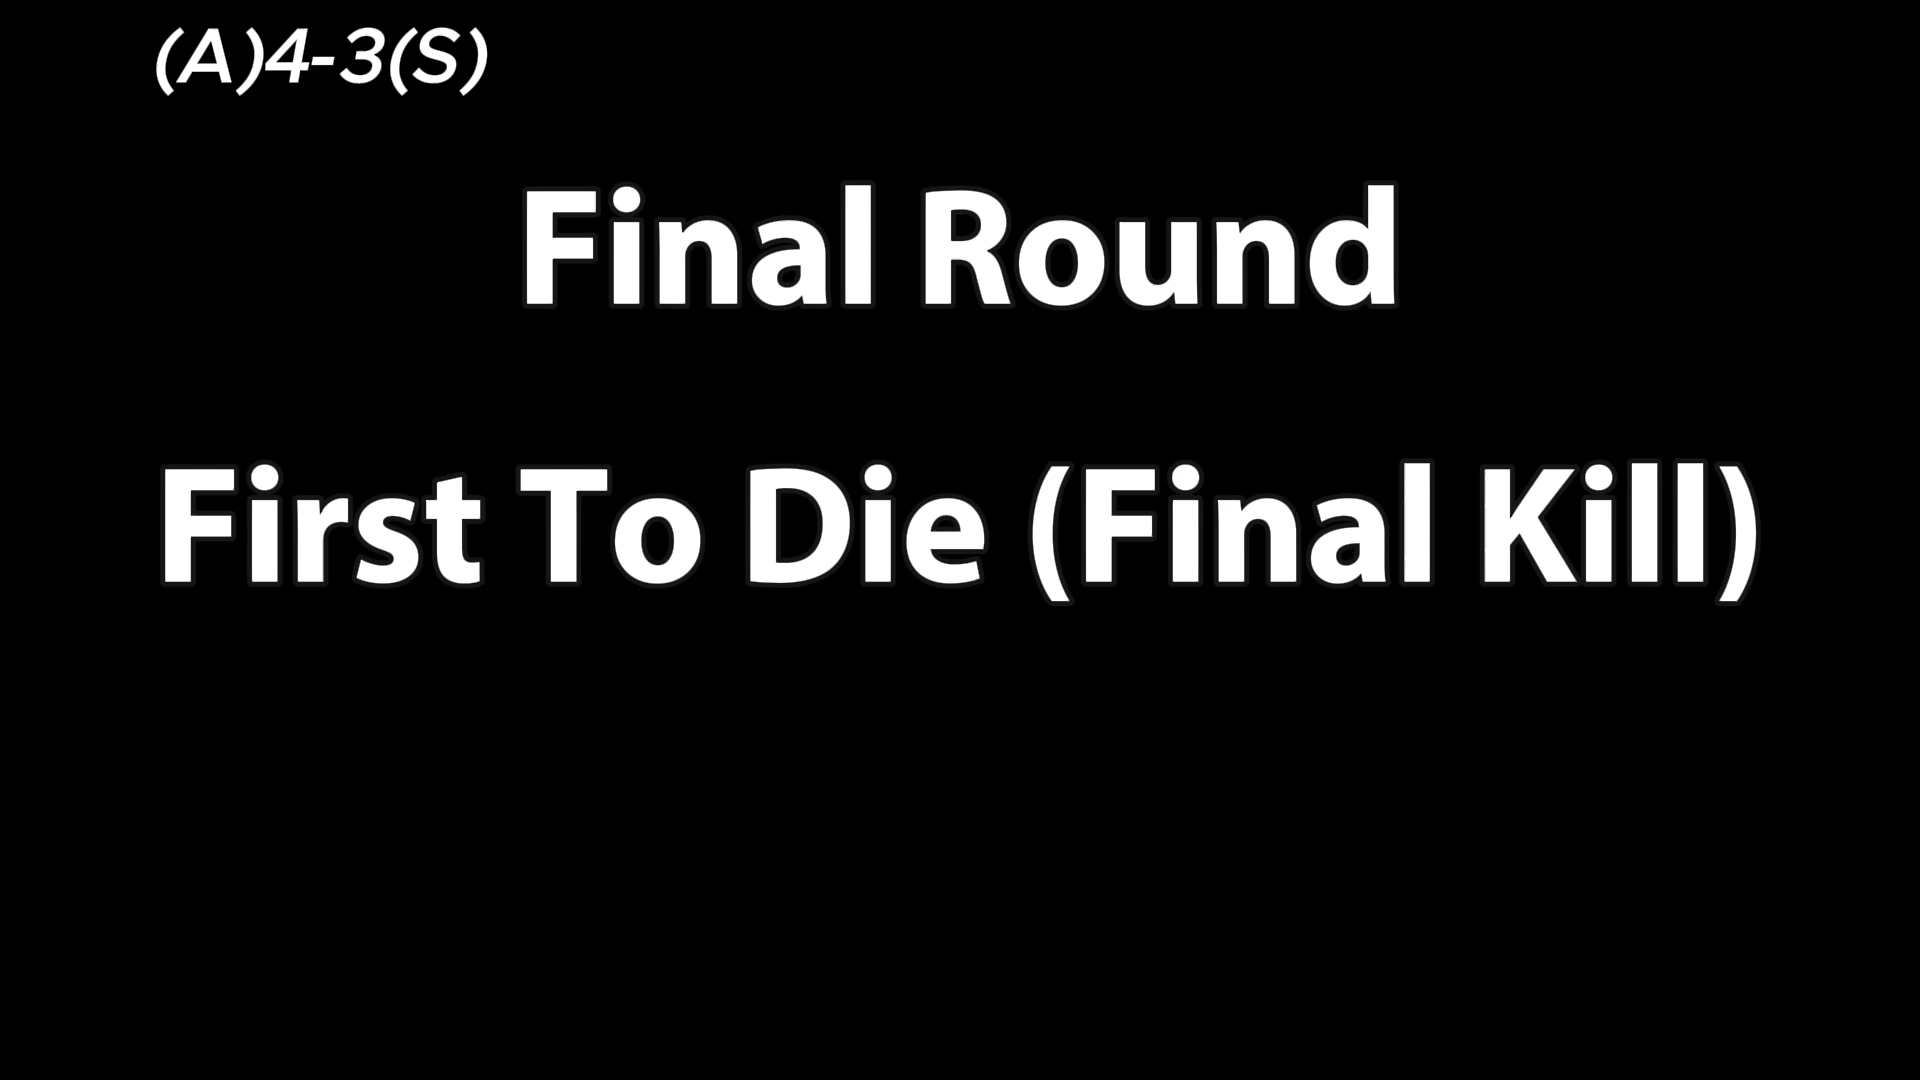 (A)4-3(S)
Final Round
First To Die (Final Kill)